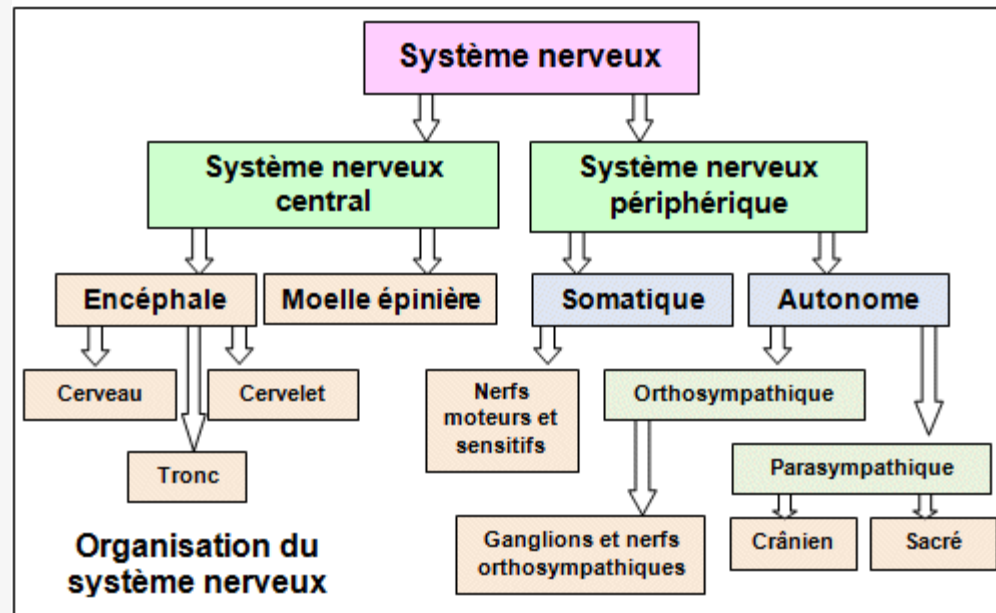 Système nerveux
Système nerveux
central
Système nerveux
périphérique
Encéphale
Moelle épinière
Somatique
Autonome
Cerveau
Cervelet
Tronc
Nerfs
moteurs et
sensitifs
Orthosympathique
Parasympathique
Ganglions et nerfs
orthosympathiques
Crânien
Sacré
Organisation du
système nerveux